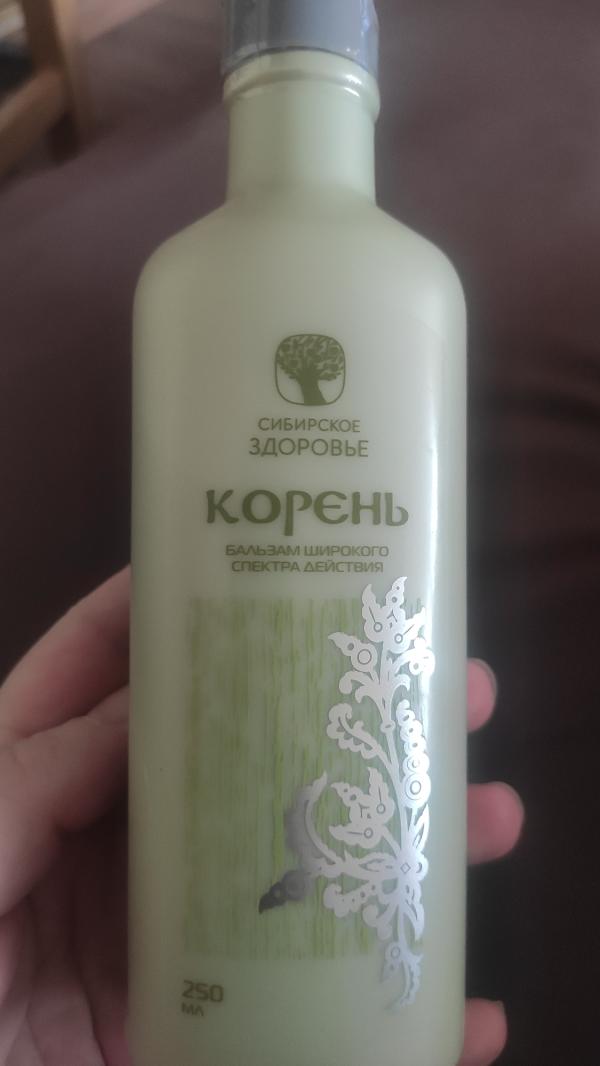 СИБИРСКОЕ
ЗДОРОВЬЕ
КОРЕНЬ
БАЛЬЗАМ ШИРОКОГО
СПЕКТРА ДЕЙСТВИЯ
250
МЛ